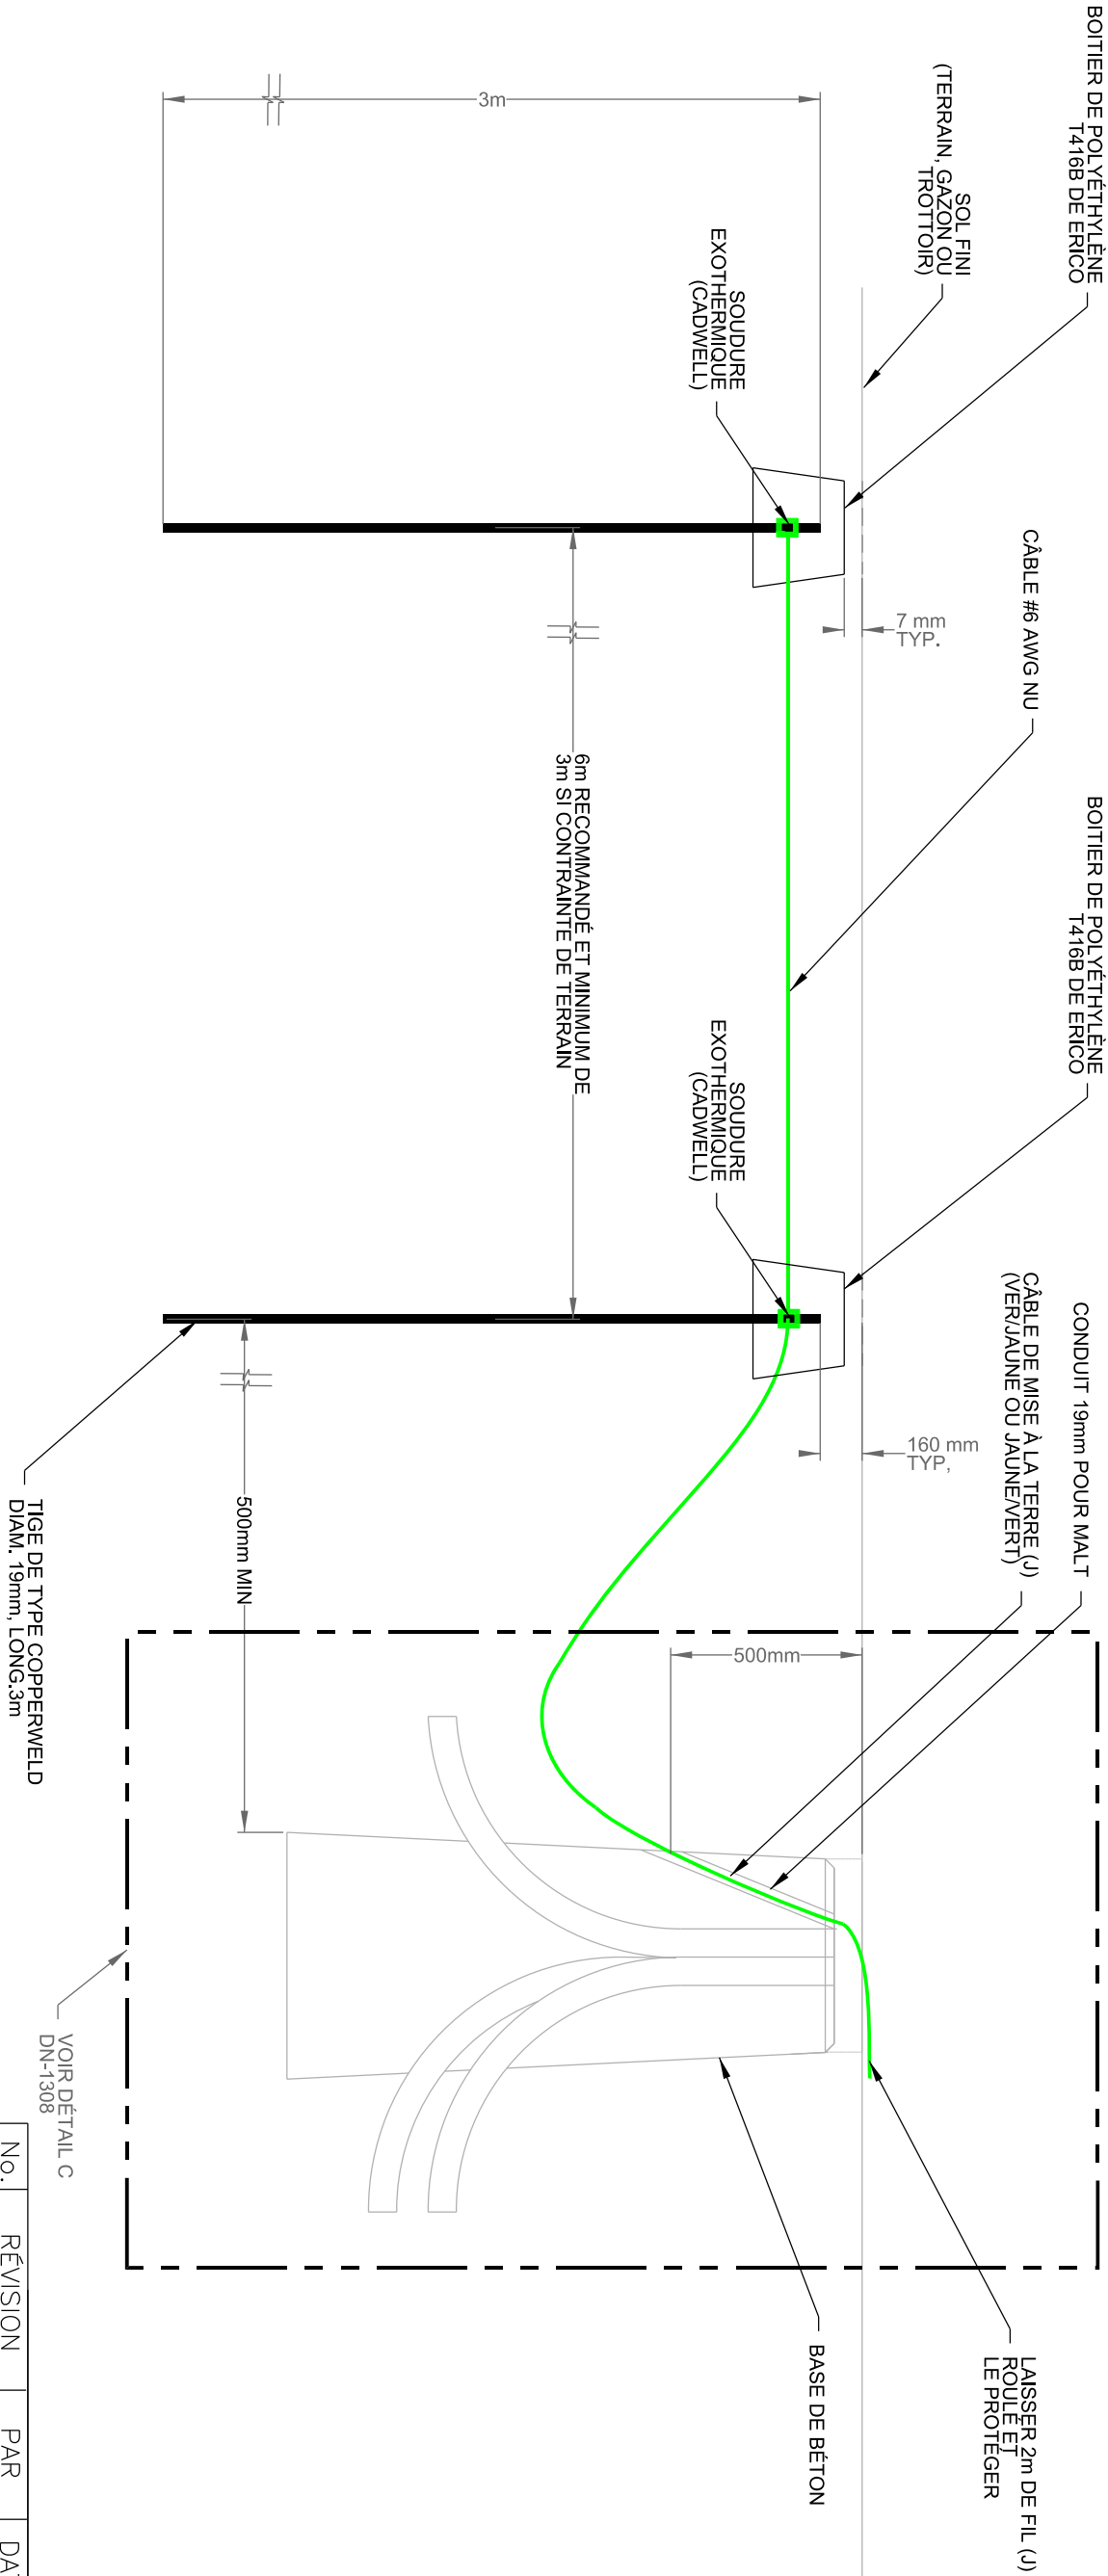 BOITIER DE POLYÉTHYLÈNE
T416B DE ERICO
SOL FINI
(TERRAIN, GAZON OU
TROTTOIR)
SOUDURE
EXOTHERMIQUE
(CADWELL)
3m
7 mm
TYP.
CÂBLE #6 AWG NU
6m RECOMMANDÉ ET MINIMUM DE
3m SI CONTRAINTE DE TERRAIN
BOITIER DE POLYÉTHYLÈNE
T416B DE ERICO
SOUDURE
EXOTHERMIQUE
(CADWELL)
160 mm
TYP,
CONDUIT 19mm POUR MALT
CÂBLE DE MISE À LA TERRE (J)
(VER/JAUNE OU JAUNE/VERT)
500mm MIN
TIGE DE TYPE COPPERWELD
DIAM. 19mm, LONG.3m
500mm
LAISSER 2m DE FIL (J)
ROULÉ ET
LE PROTÉGER
BASE DE BÉTON
VOIR DÉTAIL C
DN-1308
No. RÉVISION PAR